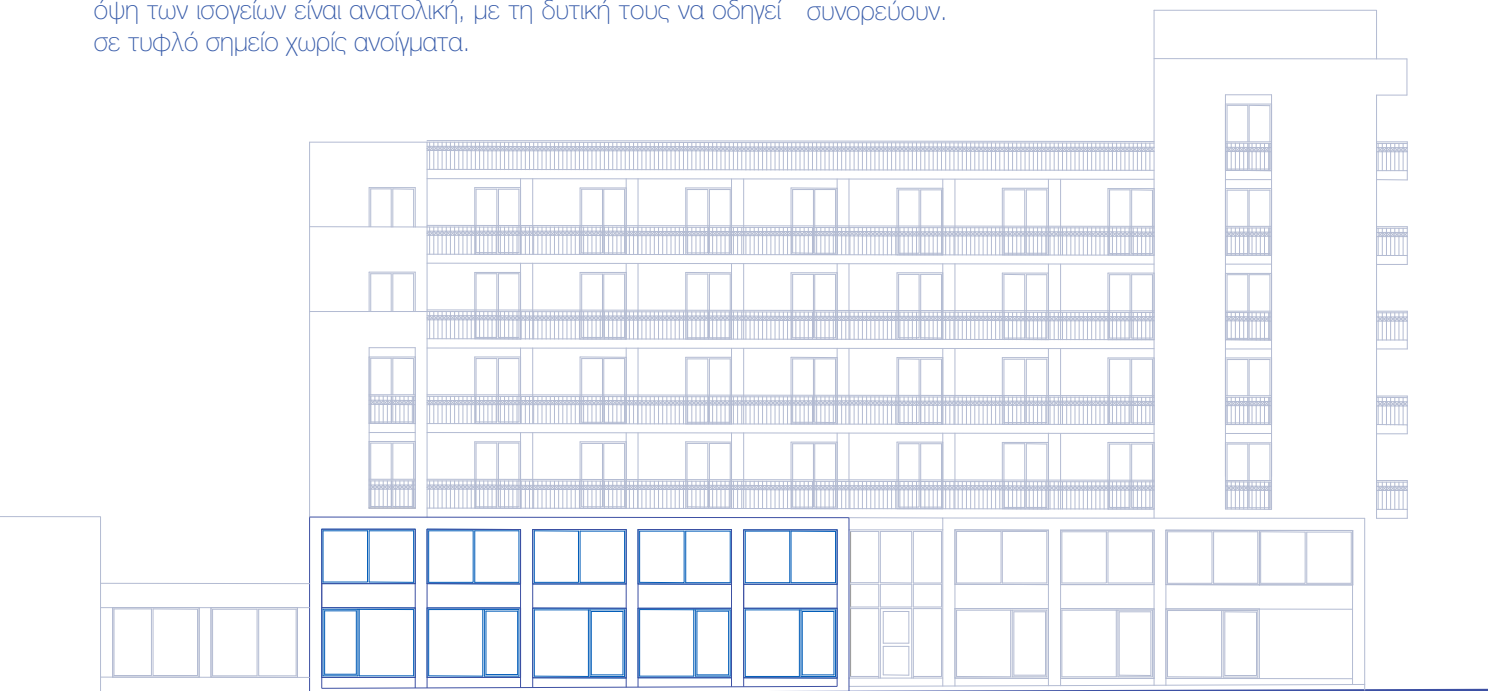 όψη των ισογείων είναι ανατολική, με τη δυτική τους να οδηγεί
σε τυφλό σημείο χωρίς ανοίγματα.
συνορεύουν.